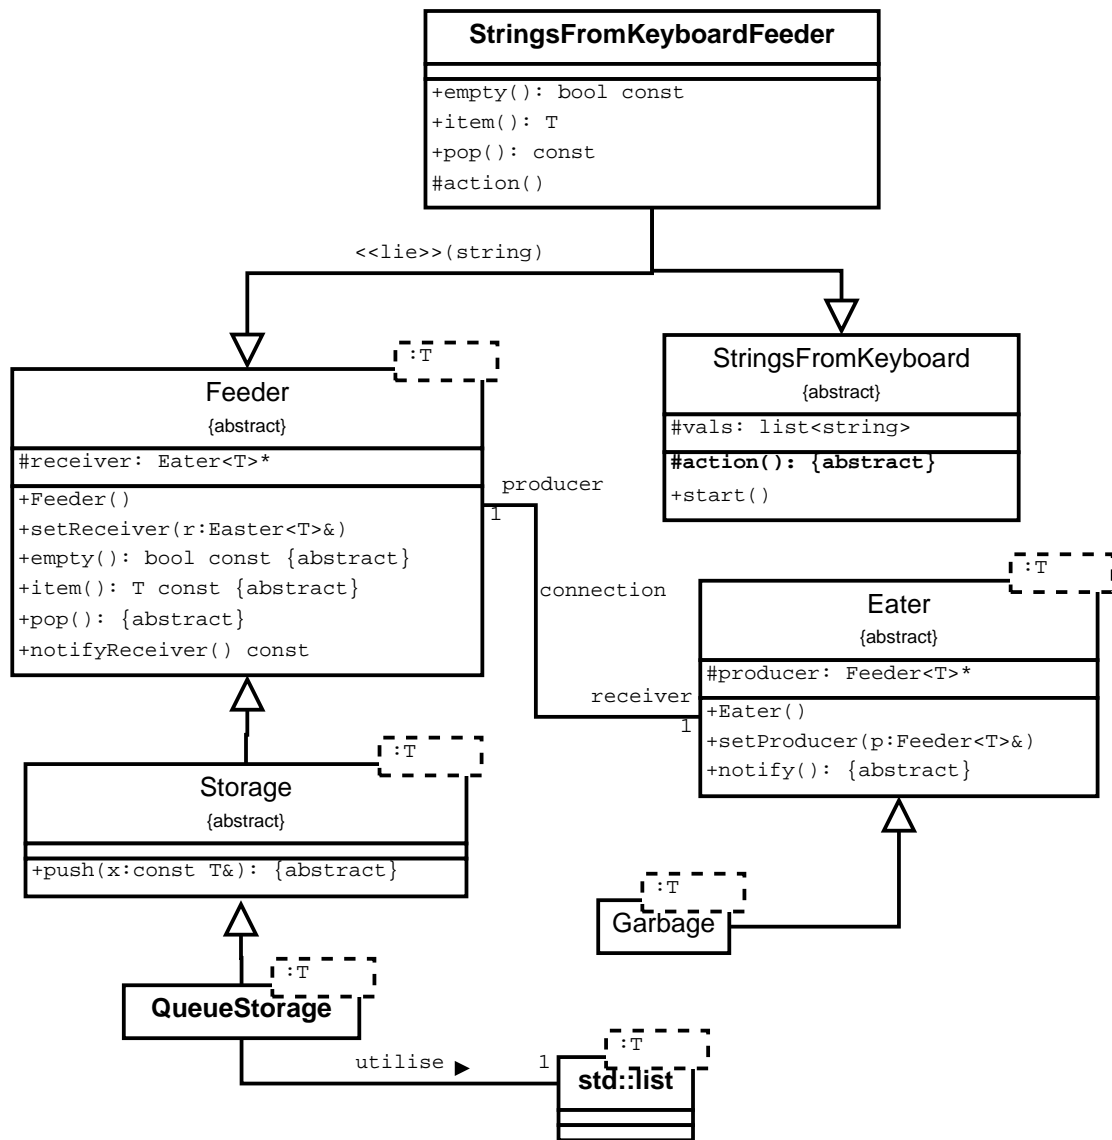 StringsFromKeyboardFeeder
+empty(): bool const
+item(): T
+pop(): const
#action()
<<lie>>(string)
:T
Feeder
{abstract}
#receiver: Eater<T>*
+Feeder()
+setReceiver(r:Easter<T>&)
+empty(): bool const {abstract}
+item(): T const {abstract}
+pop(): {abstract}
+notifyReceiver() const
StringsFromKeyboard
{abstract}
#vals: list<string>
#action(): {abstract}
+start()
producer
1
connection
receiver
1
:T
Eater
{abstract}
#producer: Feeder<T>*
+Eater()
+setProducer(p:Feeder<T>&)
+notify(): {abstract}
:T
Storage
{abstract}
+push(x:const T&): {abstract}
:T
Garbage
:T
QueueStorage
utilise ►
1
:T
std::list